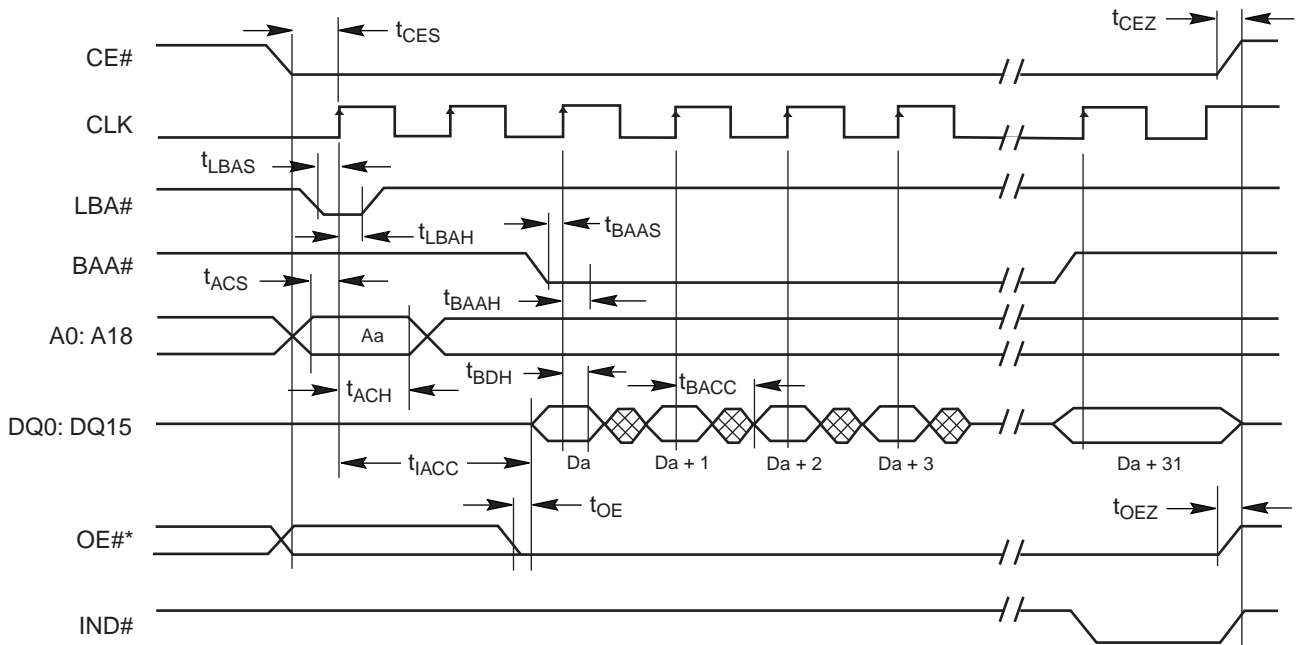 tCES
tCEZ
CE#
CLK
tLBAS
LBA#
tLBAH
tBAAS
BAA#
tACS
tBAAH
A0: A18
Aa
tACH
tBDH
tBACC
DQ0: DQ15
Da
Da + 1
Da + 2
Da + 3
Da + 31
tIACC
tOE
tOEZ
OE#*
IND#